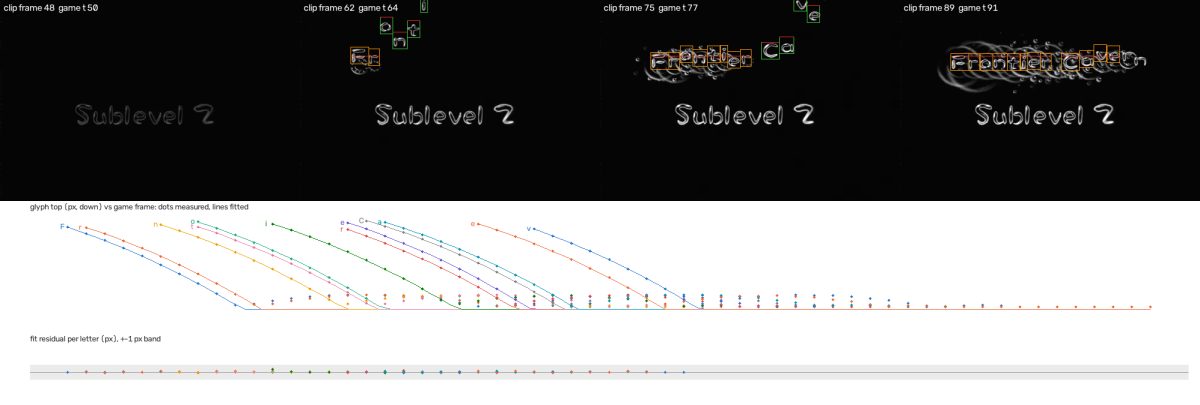 clip frame 48 game t 50
clip frame 62 game t 64
clip frame 75 game t 77
clip frame 89 game t 91
i
o t
n
Fr
v
e
C a
Frontier
Frontier Cavern
Sublevel 2
Sublevel 2
Sublevel 2
Sublevel 2
glyph top (px, down) vs game frame: dots measured, lines fitted
F r n o t i e r C a e v
fit residual per letter (px), +-1 px band